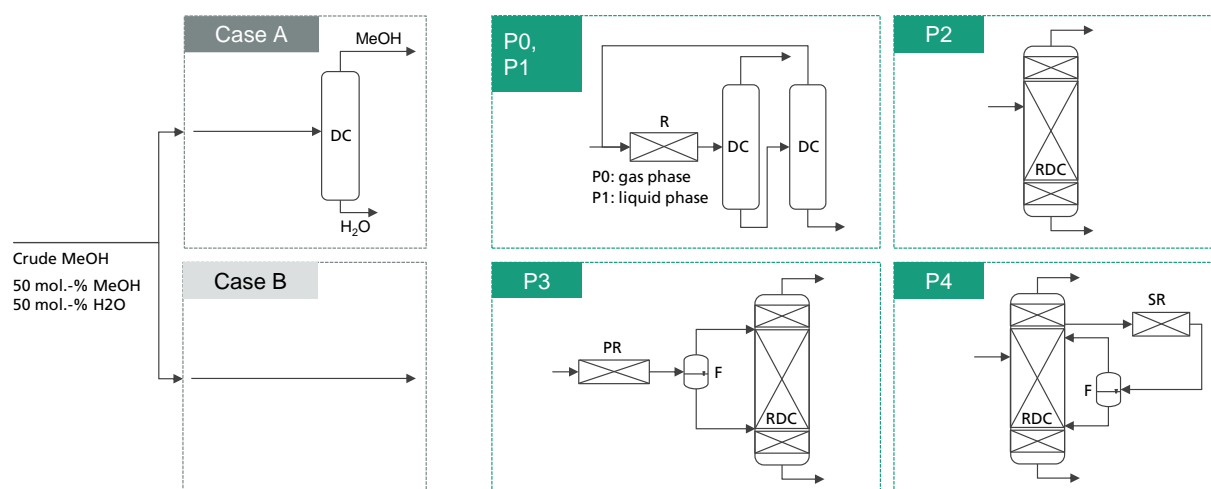 Case A
MeOH
DC
H₂O
Crude MeOH
50 mol.-% MeOH
50 mol.-% H2O
Case B
P0,
P1
R
DC
DC
P0: gas phase
P1: liquid phase
P2
RDC
P3
PR
F
RDC
P4
SR
F
RDC